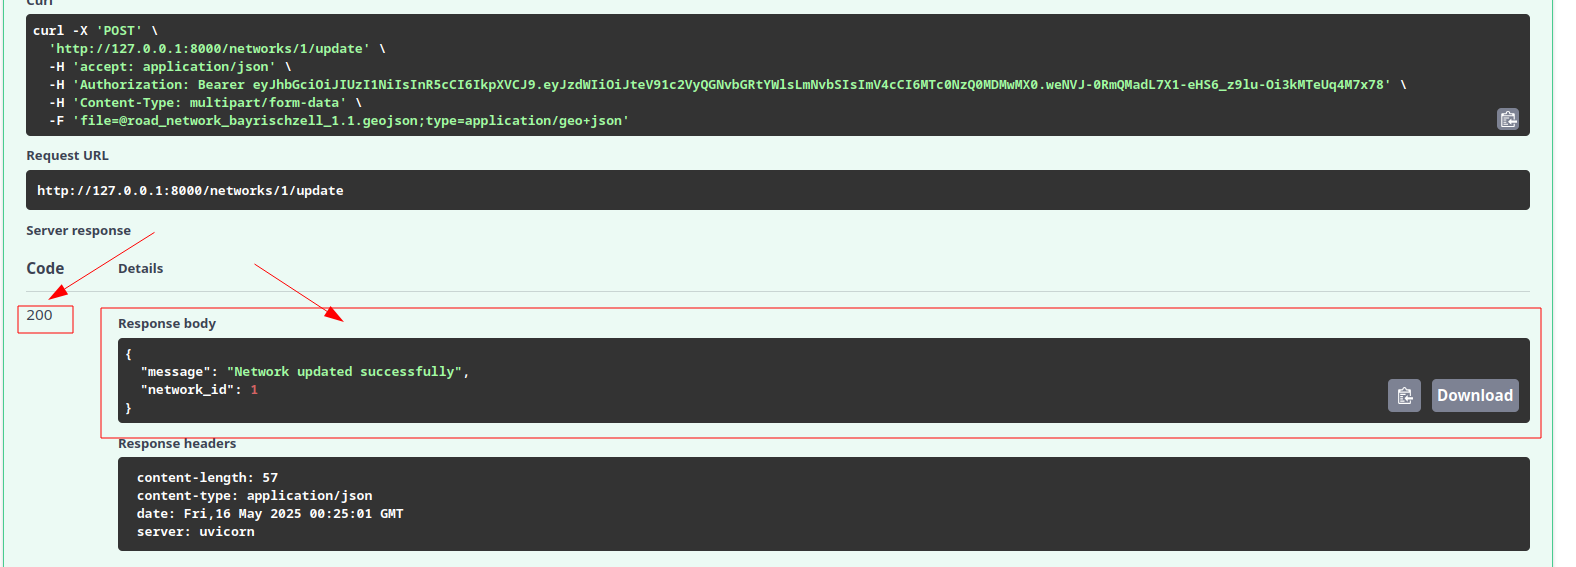 Curl
curl -X 'POST' \
'http://127.0.0.1:8000/networks/1/update' \
-H 'accept: application/json' \
-H 'Authorization: Bearer eyJhbGciOiJIUzI1NiIsInR5cCI6IkpXVCJ9.eyJzdWIiOiJteV91c2VyQGNvbGRtYWlsLmNvbSIsImV4cCI6MTc0NzQ0MDMwMX0.weNVJ-0RmQMadL7X1-eHS6_z9lu-Oi3kMTeUq4M7x78' \
-H 'Content-Type: multipart/form-data' \
-F 'file=@road_network_bayrischzell_1.1.geojson;type=application/geo+json'
Request URL
http://127.0.0.1:8000/networks/1/update
Server response
Code Details
200
Response body
{
"message": "Network updated successfully",
"network_id": 1
}
Download
Response headers
content-length: 57
content-type: application/json
date: Fri,16 May 2025 00:25:01 GMT
server: uvicorn